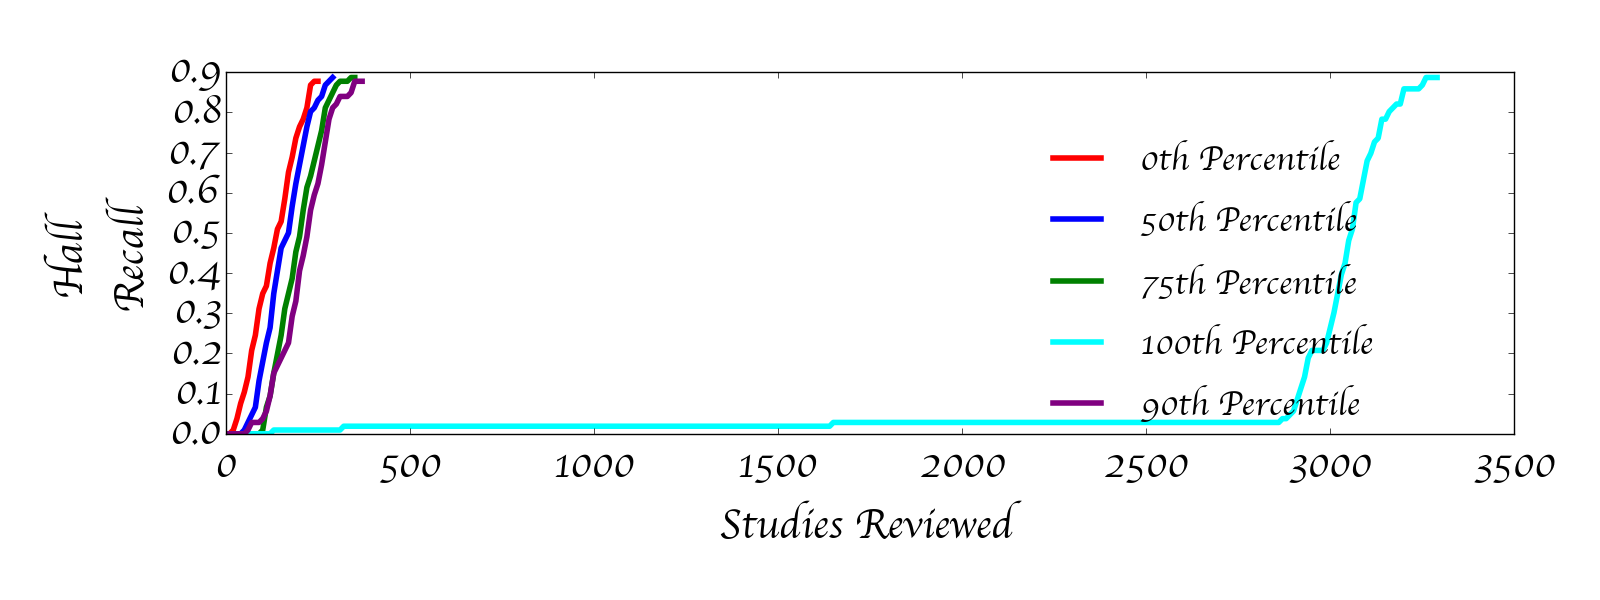 0.9
0.8
0.7
0.6
0.5
0.4
0.3
0.2
0.1
0.0
Hall
Recall
0th Percentile
50th Percentile
75th Percentile
100th Percentile
90th Percentile
0 500 1000 1500 2000 2500 3000 3500
Studies Reviewed